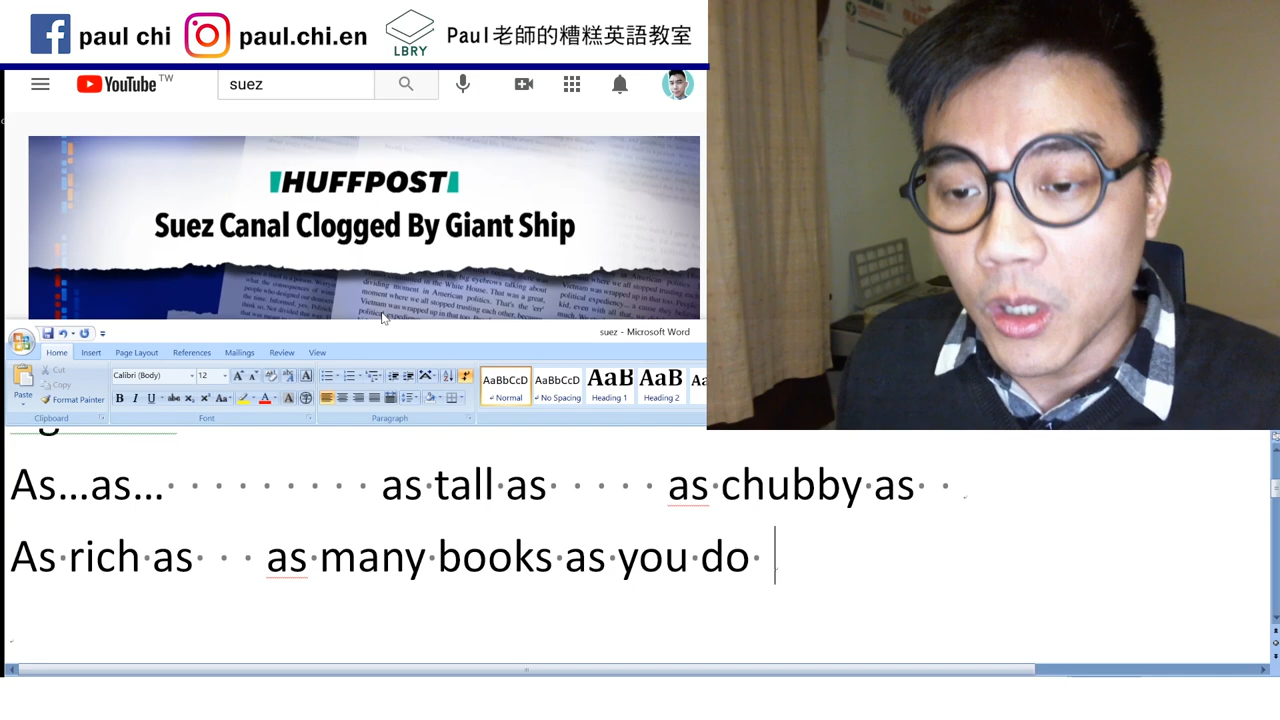 paul chi paul.chi.en LBRY Paul老師的糟糕英語教室
YouTube TW suez
HUFFPOST
Suez Canal Clogged By Giant Ship
suez - Microsoft Word
Home Insert Page Layout References Mailings Review View
Cut
Copy
Paste Format Painter
Calibri (Body) 12
AaBbCcD AaBbCcD AaB AaB
Normal No Spacing Heading 1 Heading 2
Clipboard Font Paragraph
As…as… as tall as as chubby as
As rich as as many books as you do